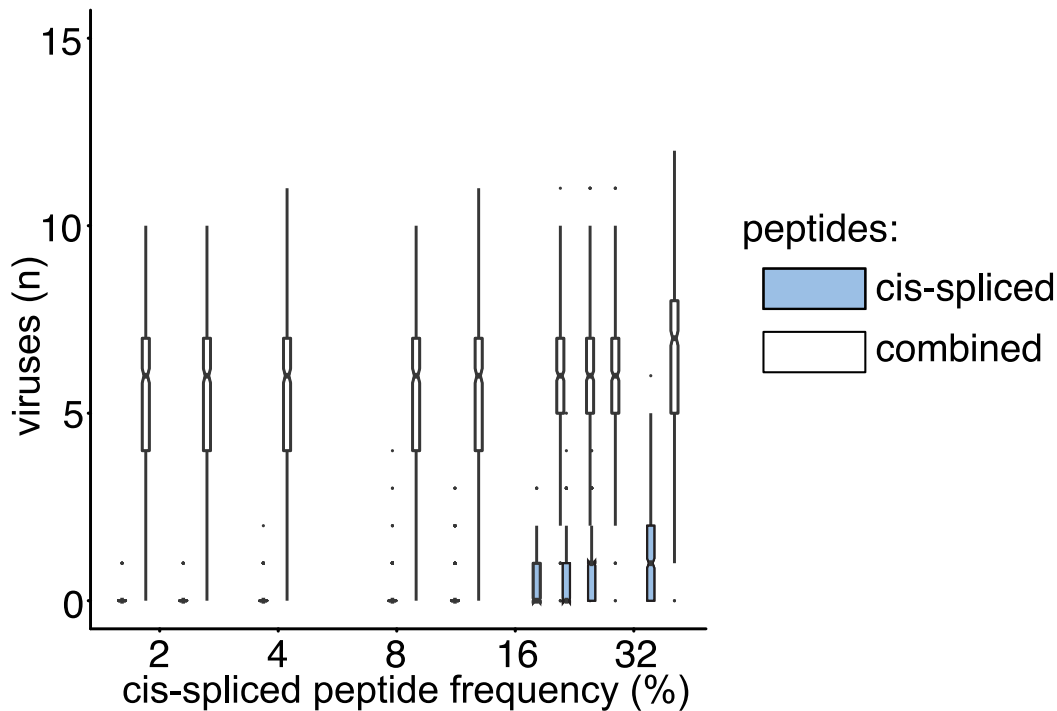 15
10
5
0
viruses (n)
2 4 8 16 32
cis-spliced peptide frequency (%)
peptides:
cis-spliced
combined